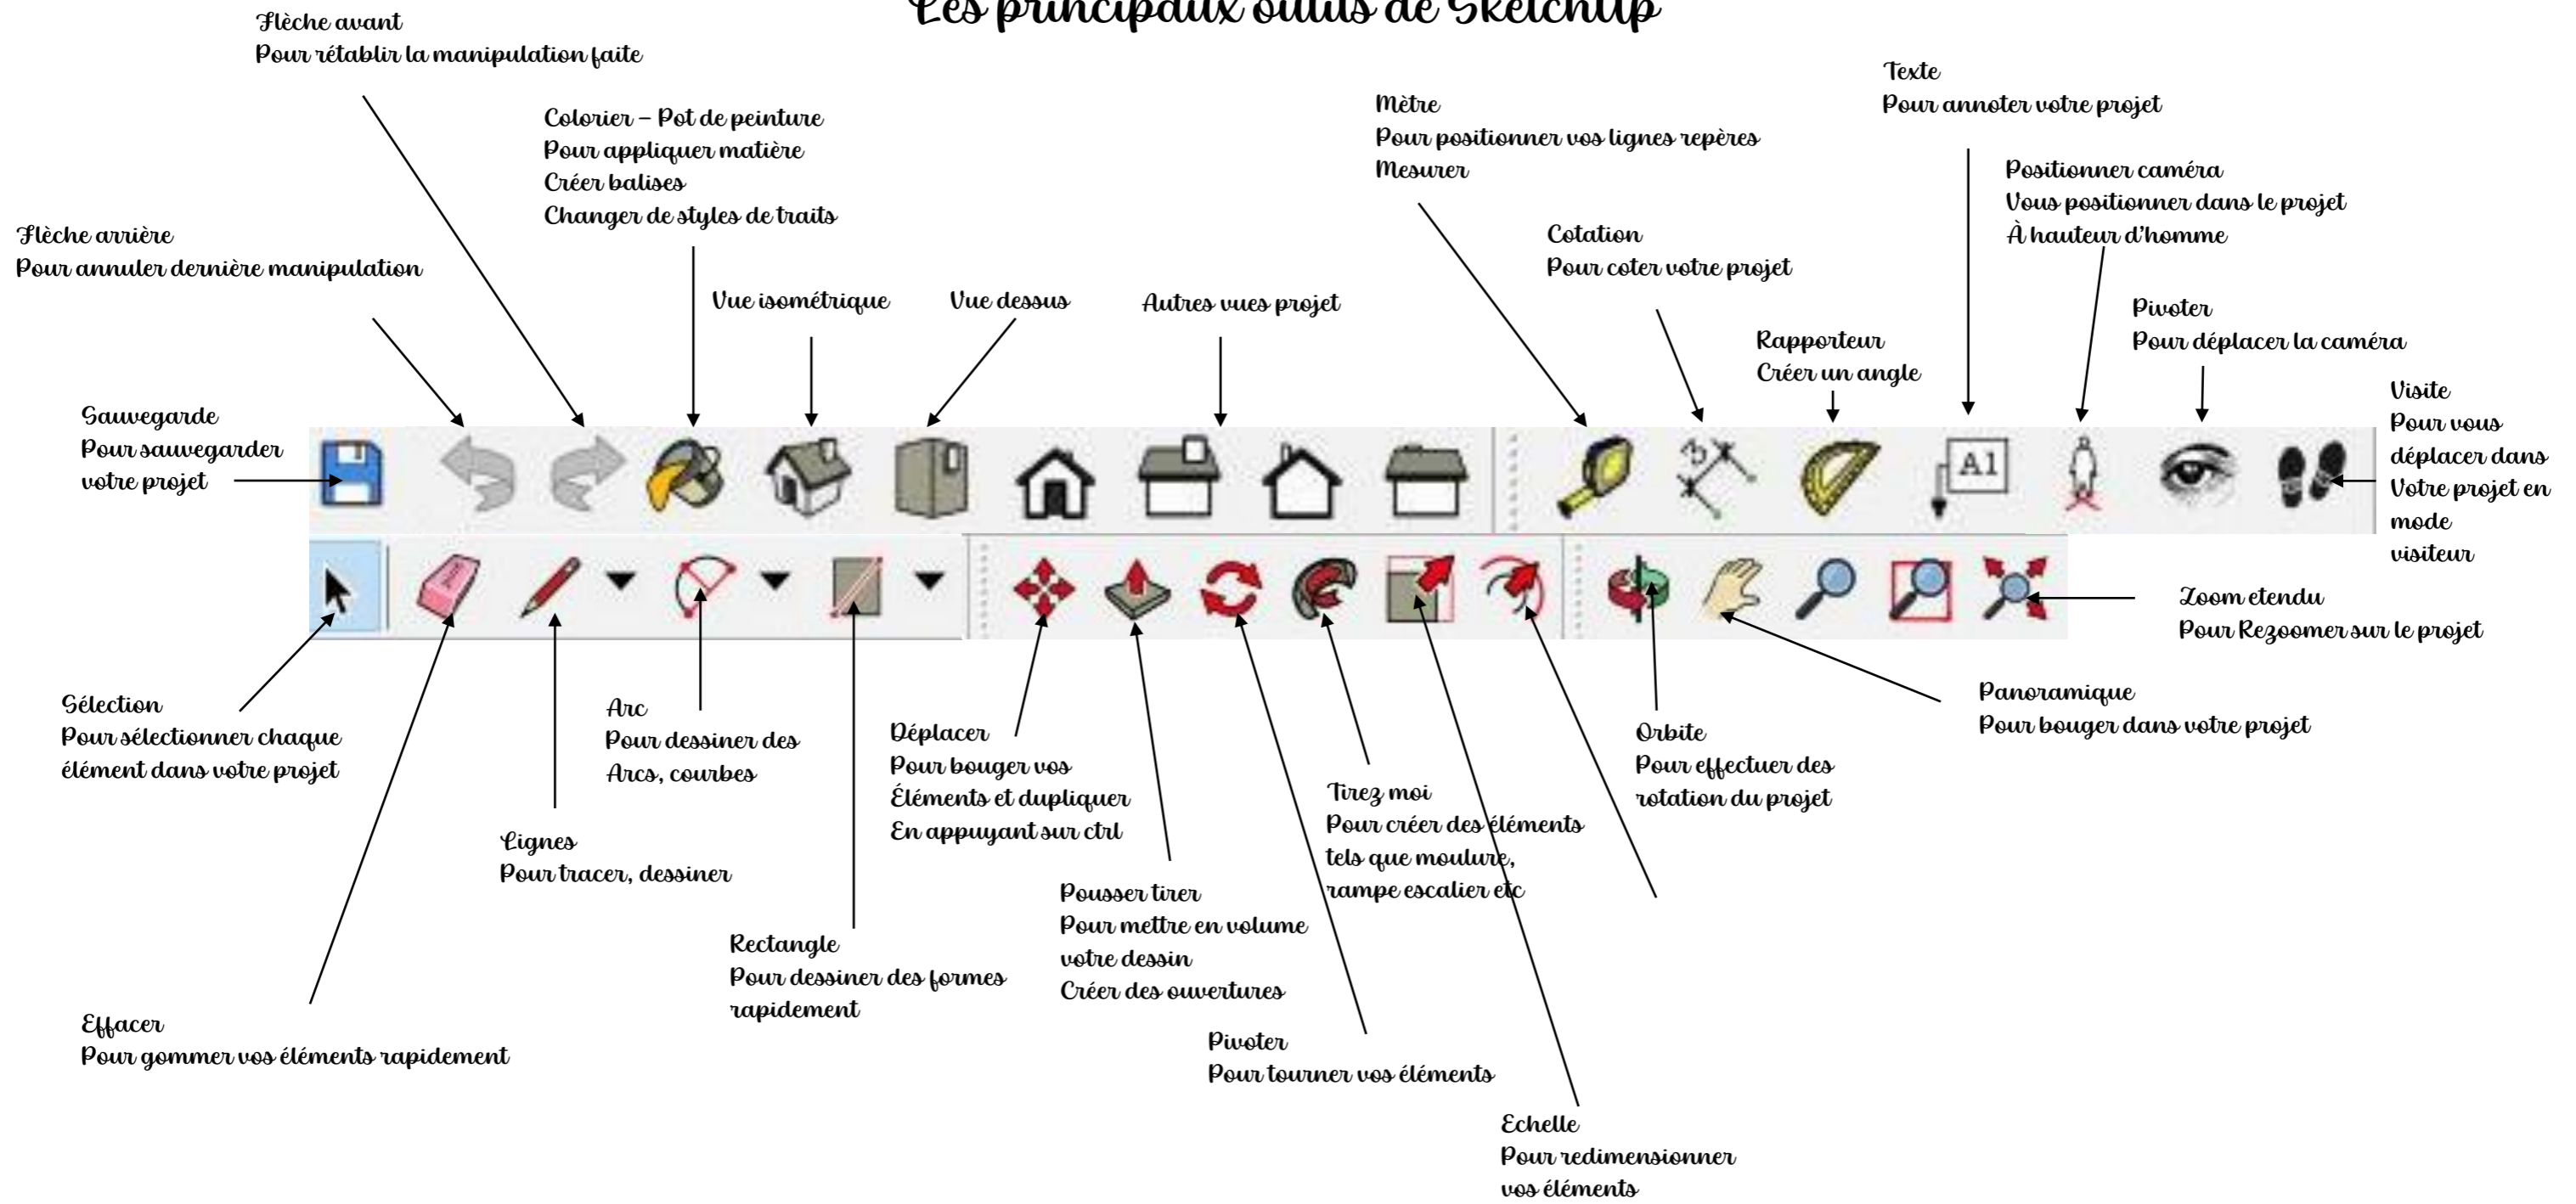 Les principaux outils de SketchUp
Flèche avant
Pour rétablir la manipulation faite
Colorier – Pot de peinture
Pour appliquer matière
Créer balises
Changer de styles de traits
Flèche arrière
Pour annuler dernière manipulation
Vue isométrique
Vue dessus
Autres vues projet
Mètre
Pour positionner vos lignes repères
Mesurer
Cotation
Pour coter votre projet
Rapporteur
Créer un angle
Texte
Pour annoter votre projet
Positionner caméra
Vous positionner dans le projet
À hauteur d'homme
Pivoter
Pour déplacer la caméra
Visite
Pour vous
déplacer dans
Votre projet en
mode
visiteur
Sauvegarde
Pour sauvegarder
votre projet
A1
Zoom etendu
Pour Rezoomer sur le projet
Sélection
Pour sélectionner chaque
élément dans votre projet
Effacer
Pour gommer vos éléments rapidement
Lignes
Pour tracer, dessiner
Arc
Pour dessiner des
Arcs, courbes
Rectangle
Pour dessiner des formes
rapidement
Déplacer
Pour bouger vos
Éléments et dupliquer
En appuyant sur ctrl
Pousser tirer
Pour mettre en volume
votre dessin
Créer des ouvertures
Pivoter
Pour tourner vos éléments
Tirez moi
Pour créer des éléments
tels que moulure,
rampe escalier etc
Echelle
Pour redimensionner
vos éléments
Orbite
Pour effectuer des
rotation du projet
Panoramique
Pour bouger dans votre projet